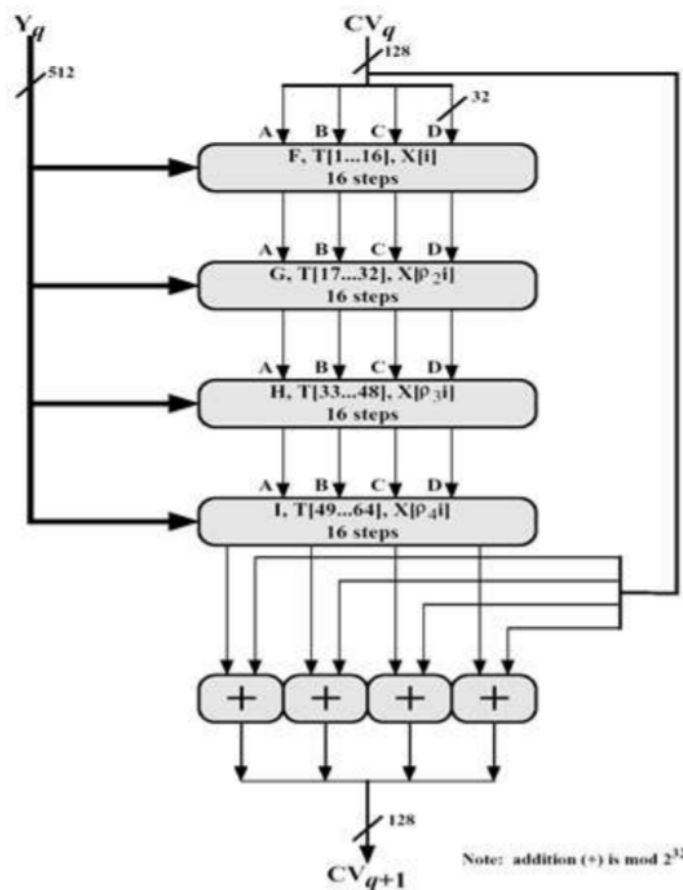 Yq CVq
512
128
32
A B C D
F, T[1...16], X[i]
16 steps
A B C D
G, T[17...32], X[ρ2i]
16 steps
A B C D
H, T[33...48], X[ρ3i]
16 steps
A B C D
I, T[49...64], X[ρ4i]
16 steps
+ + + +
128
Note: addition (+) is mod 2^32
CVq+1